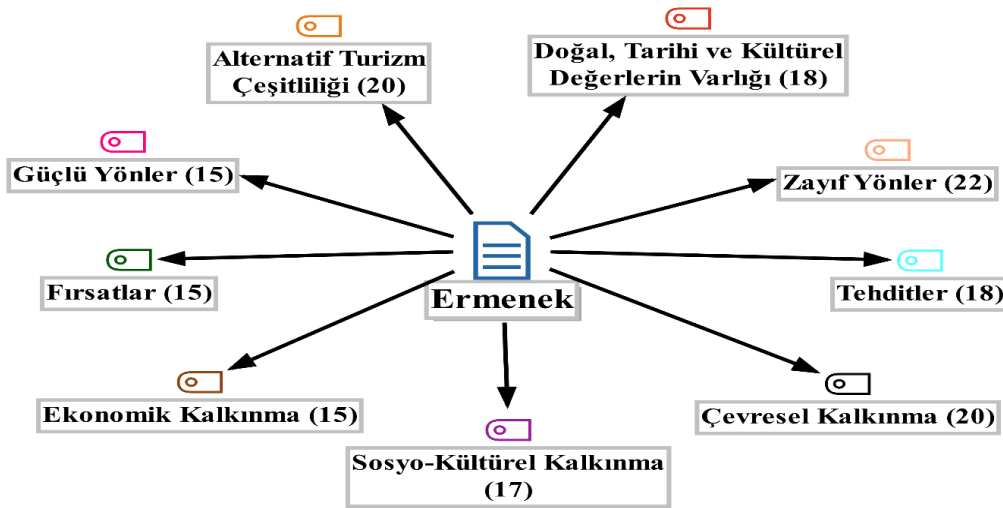 Alternatif Turizm
Çeşitliliği (20)
Doğal, Tarihi ve Kültürel
Değerlerin Varlığı (18)
Güçlü Yönler (15)
Zayıf Yönler (22)
Fırsatlar (15)
Ermenek
Tehditler (18)
Ekonomik Kalkınma (15)
Çevresel Kalkınma (20)
Sosyo-Kültürel Kalkınma
(17)